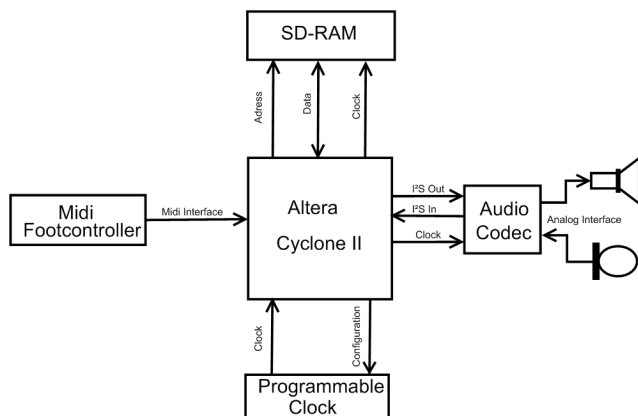 SD-RAM
Adress
Data
Clock
Midi
Footcontroller
Midi Interface
Altera
Cyclone II
I²S Out
I²S In
Clock
Audio
Codec
Analog Interface
Clock
Configuration
Programmable
Clock